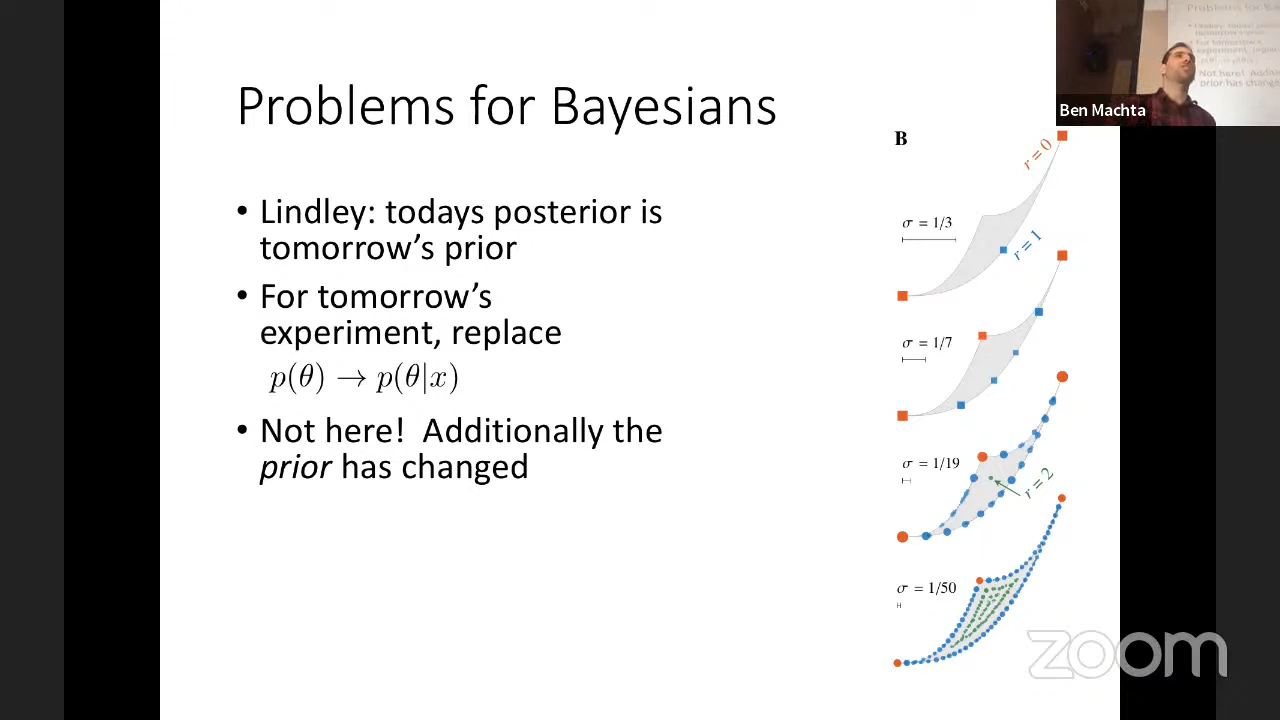 Problems for Bayesians
• Lindley: todays posterior is
tomorrow’s prior
• For tomorrow’s
experiment, replace
p(θ) → p(θ|x)
• Not here! Additionally the
prior has changed
B
r = 0
σ = 1/3
r = 1
σ = 1/7
σ = 1/19
r = 2
σ = 1/50
Ben Machta
zoom